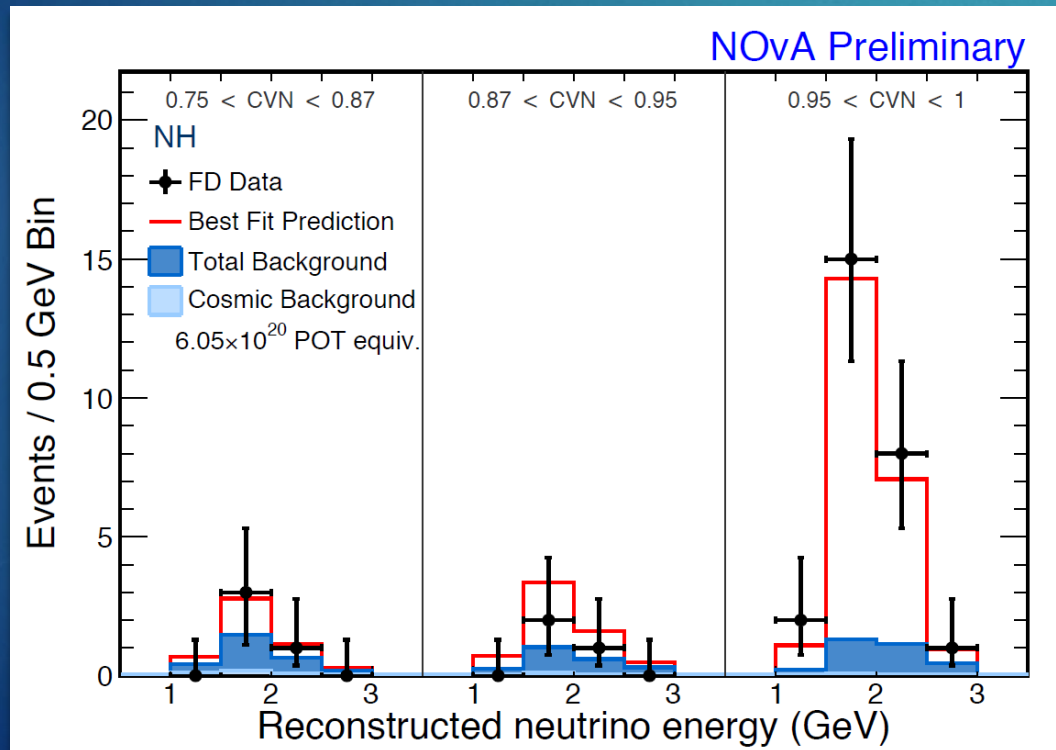 NOvA Preliminary
0.75 < CVN < 0.87
0.87 < CVN < 0.95
0.95 < CVN < 1
NH
FD Data
Best Fit Prediction
Total Background
Cosmic Background
6.05×10²⁰ POT equiv.
Events / 0.5 GeV Bin
20
15
10
5
0
1 2 3 1 2 3 1 2 3
Reconstructed neutrino energy (GeV)